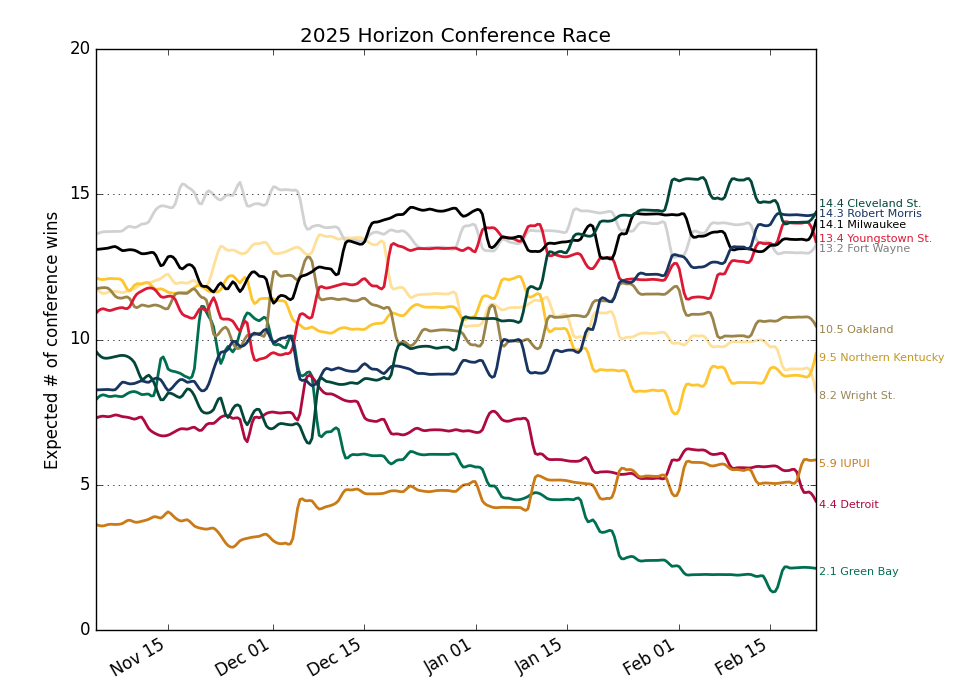 2025 Horizon Conference Race
Expected # of conference wins
20
15
10
5
0
14.4 Cleveland St.
14.3 Robert Morris
14.1 Milwaukee
13.4 Youngstown St.
13.2 Fort Wayne
10.5 Oakland
9.5 Northern Kentucky
8.2 Wright St.
5.9 IUPUI
4.4 Detroit
2.1 Green Bay
Nov 15
Dec 01
Dec 15
Jan 01
Jan 15
Feb 01
Feb 15